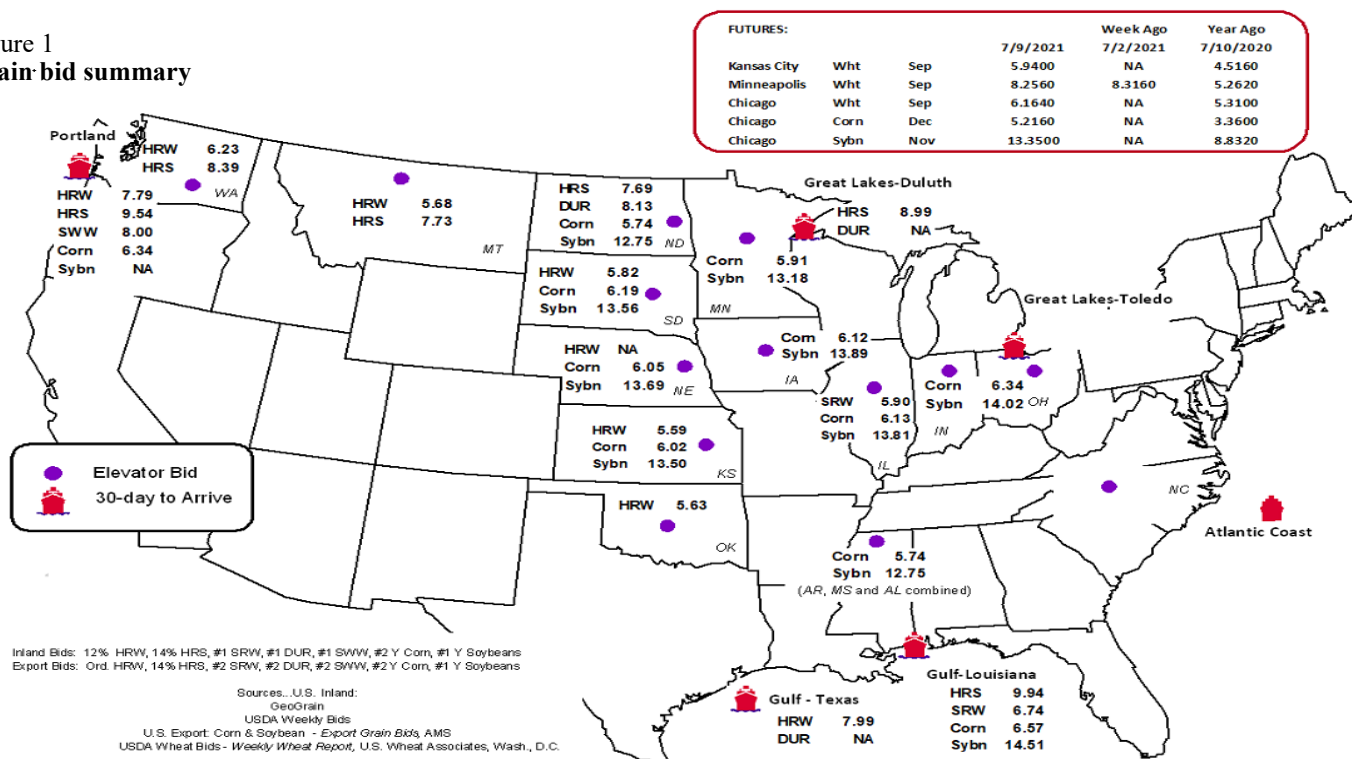 ure 1
ain bid summary
FUTURES: Week Ago Year Ago
7/9/2021 7/2/2021 7/10/2020
Kansas City Wht Sep 5.9400 NA 4.5160
Minneapolis Wht Sep 8.2560 8.3160 5.2620
Chicago Wht Sep 6.1640 NA 5.3100
Chicago Corn Dec 5.2160 NA 3.3600
Chicago Sybn Nov 13.3500 NA 8.8320
Portland
HRW 7.79
HRS 9.54
SWW 8.00
Corn 6.34
Sybn NA
HRW 6.23
HRS 8.39
WA
HRW 5.68
HRS 7.73
MT
HRS 7.69
DUR 8.13
Corn 5.74
Sybn 12.75
ND
Great Lakes-Duluth
HRS 8.99
DUR NA
Corn 5.91
Sybn 13.18
MN
HRW 5.82
Corn 6.19
Sybn 13.56
SD
Great Lakes-Toledo
HRW NA
Corn 6.05
Sybn 13.69
NE
Corn 6.12
Sybn 13.89
IA
SRW 5.90
Corn 6.13
Sybn 13.81
IL
Corn 6.34
Sybn 14.02
IN
OH
HRW 5.59
Corn 6.02
Sybn 13.50
KS
Elevator Bid
30-day to Arrive
HRW 5.63
OK
NC
Atlantic Coast
Corn 5.74
Sybn 12.75
(AR, MS and AL combined)
Gulf - Texas
HRW 7.99
DUR NA
Gulf-Louisiana
HRS 9.94
SRW 6.74
Corn 6.57
Sybn 14.51
Inland Bids: 12% HRW, 14% HRS, #1 SRW, #1 DUR, #1 SWW, #2 Y Corn, #1 Y Soybeans
Export Bids: Ord. HRW, 14% HRS, #2 SRW, #2 DUR, #2 SWW, #2 Y Corn, #1 Y Soybeans
Sources...U.S. Inland:
GeoGrain
USDA Weekly Bids
U.S. Export: Corn & Soybean - Export Grain Bids, AMS
USDA Wheat Bids - Weekly Wheat Report, U.S. Wheat Associates, Wash., D.C.